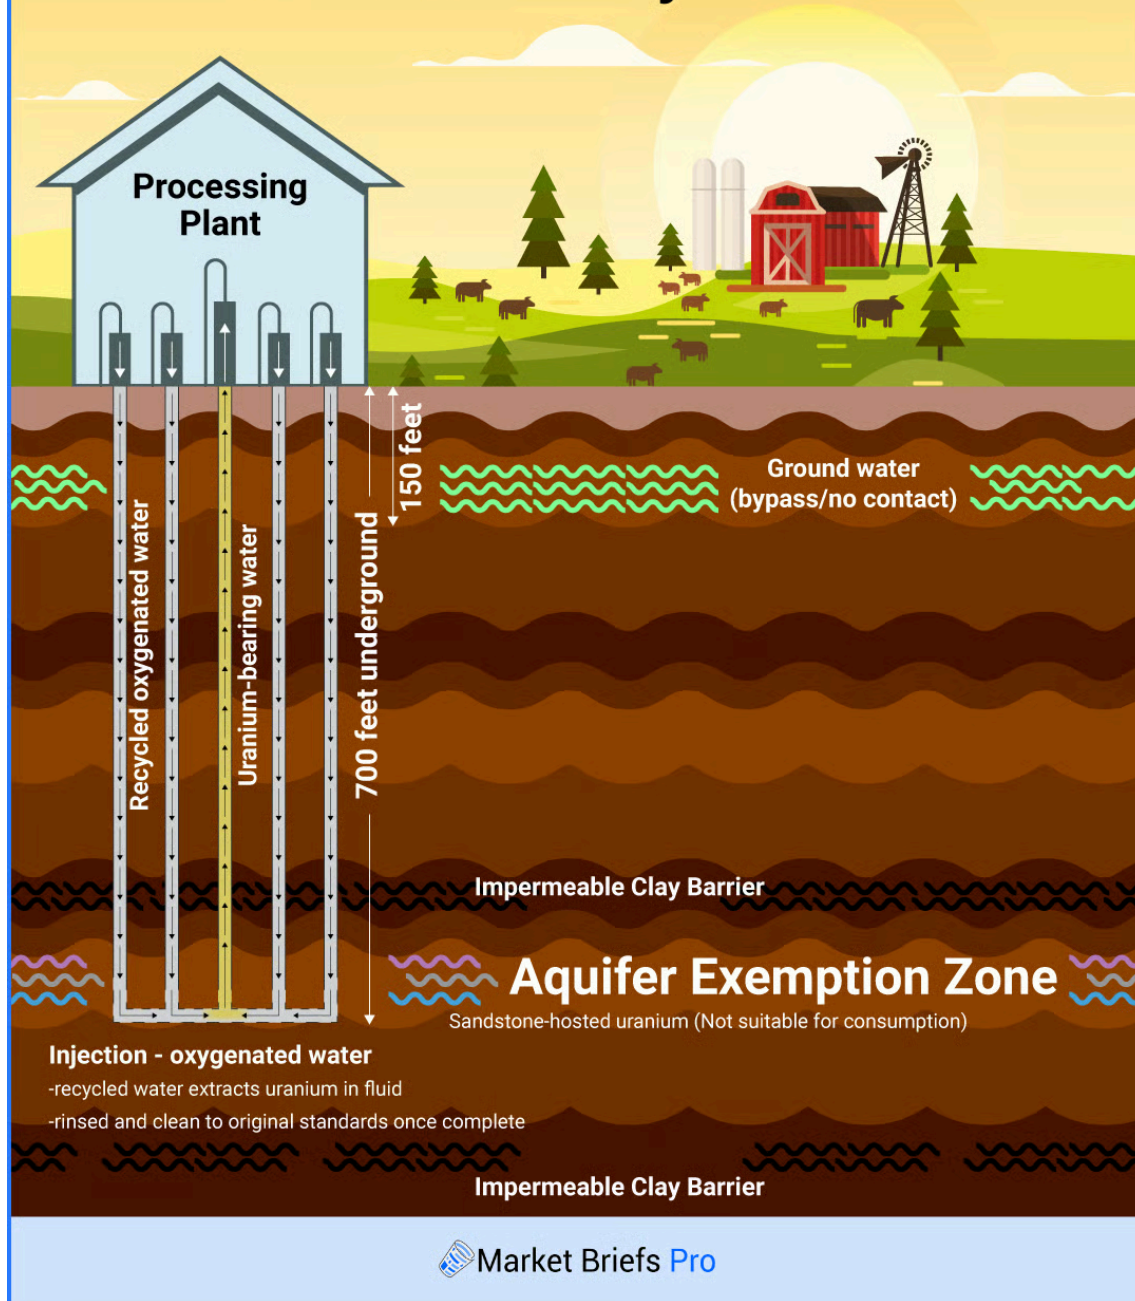 Processing
Plant
150 feet
Ground water
(bypass/no contact)
Recycled oxygenated water
Uranium-bearing water
700 feet underground
Impermeable Clay Barrier
Aquifer Exemption Zone
Sandstone-hosted uranium (Not suitable for consumption)
Injection - oxygenated water
-recycled water extracts uranium in fluid
-rinsed and clean to original standards once complete
Impermeable Clay Barrier
Market Briefs Pro